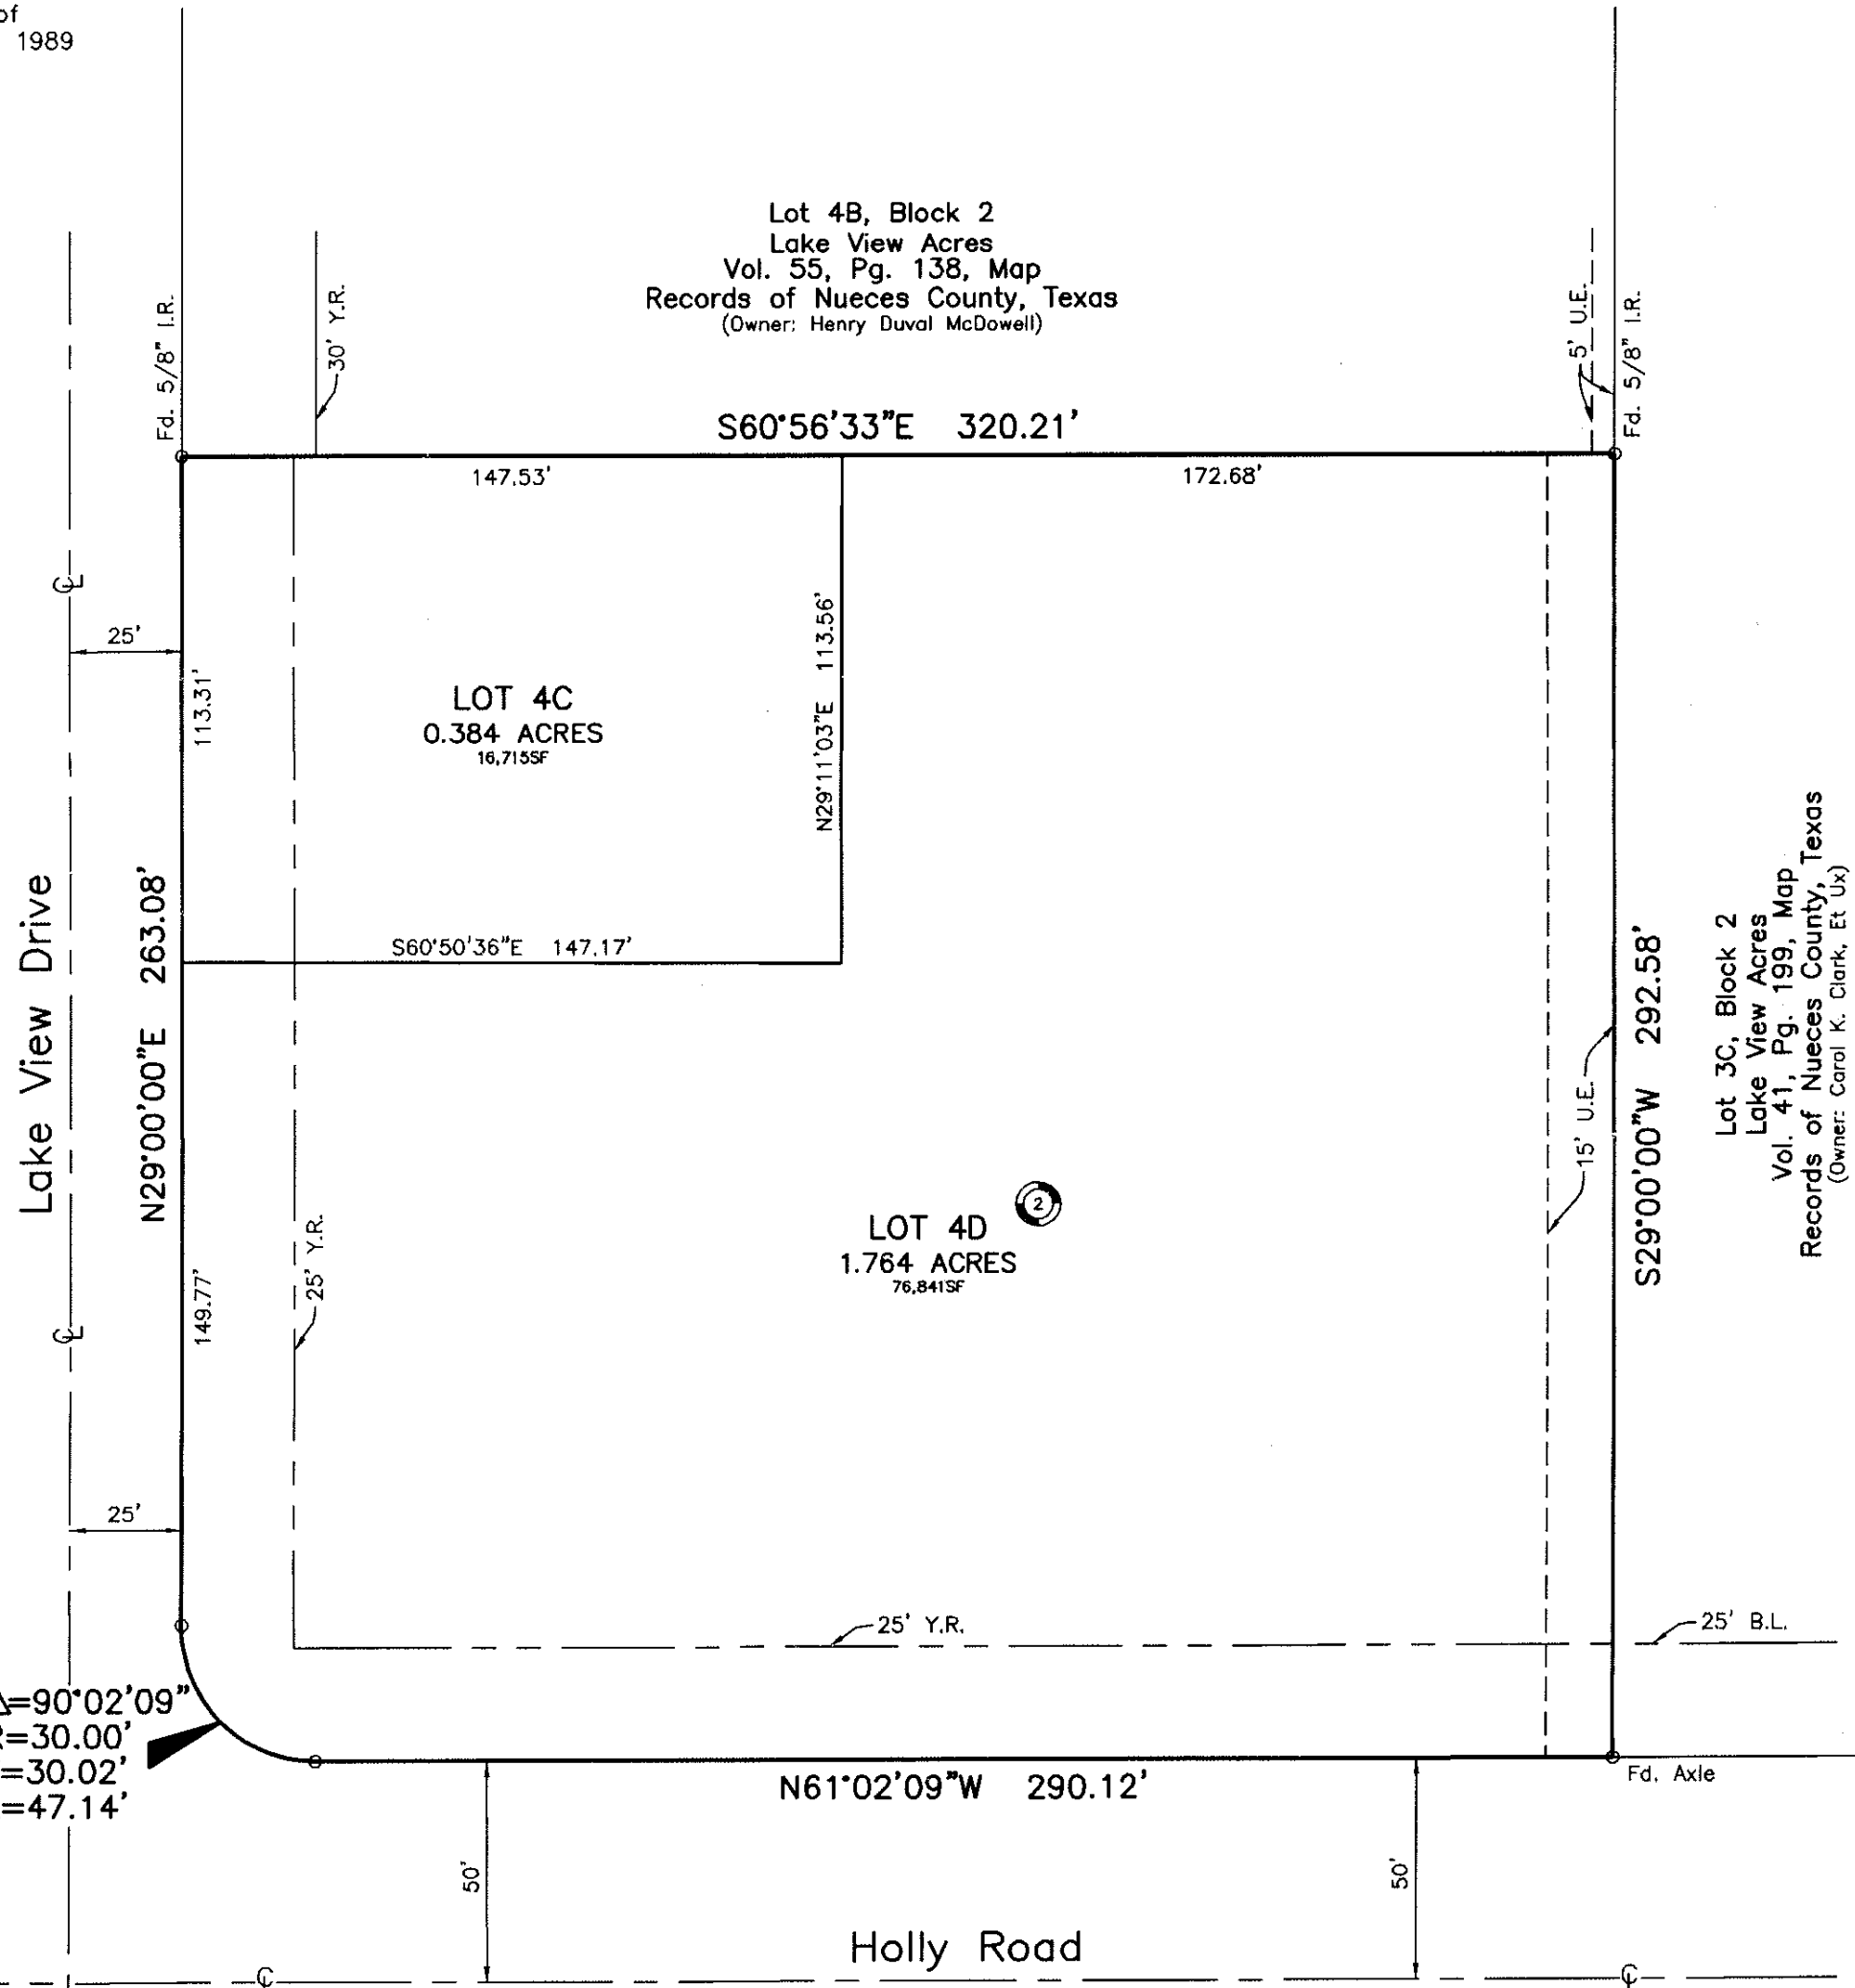 of
1989
Lot 4B, Block 2
Lake View Acres
Vol. 55, Pg. 138, Map
Records of Nueces County, Texas
(Owner: Henry Duval McDowell)
Fd. 5/8" I.R.
30' Y.R.
5' U.E.
Fd. 5/8" I.R.
S60°56'33"E 320.21'
147.53'
172.68'
25'
113.31'
N29°11'03"E 113.56'
LOT 4C
0.384 ACRES
16,715SF
S60°50'36"E 147.17'
Lake View Drive
N29°00'00"E 263.08'
149.77'
25' Y.R.
LOT 4D
1.764 ACRES
76,841SF
2
15' U.E.
S29°00'00"W 292.58'
Lot 3C, Block 2
Lake View Acres
Vol. 41, Pg. 199, Map
Records of Nueces County, Texas
(Owner: Carol K. Clark, Et Ux)
25'
25' Y.R.
25' B.L.
Δ=90°02'09"
R=30.00'
=30.02'
=47.14'
N61°02'09"W 290.12'
Fd. Axle
50'
50'
Holly Road